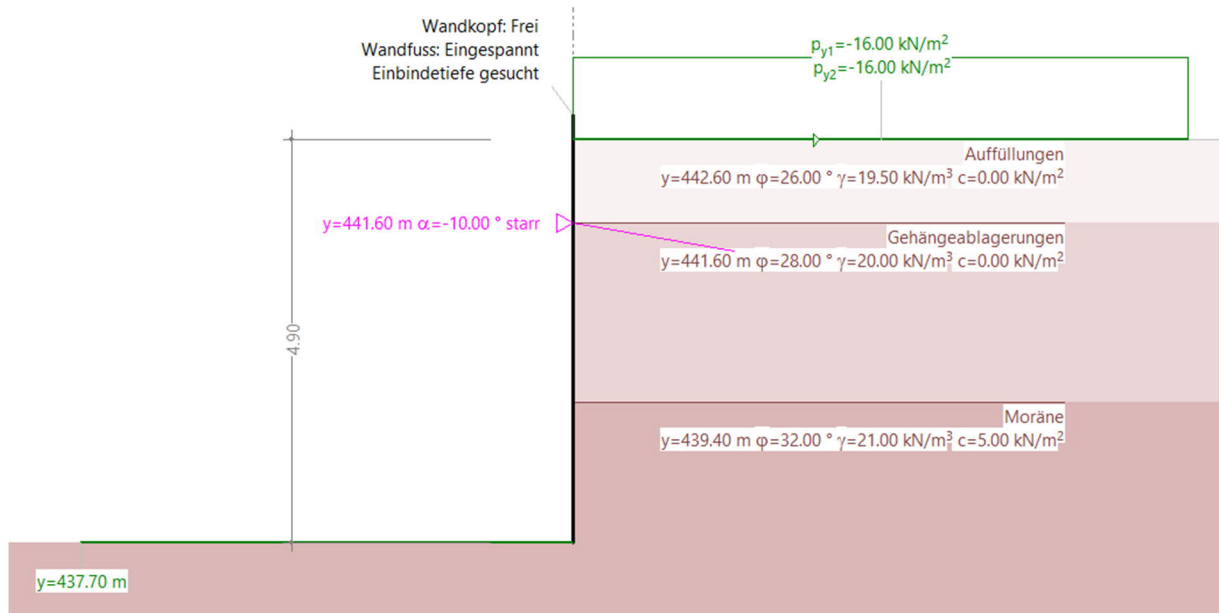 Wandkopf: Frei
Wandfuss: Eingespannt
Einbindetiefe gesucht
p_y1=-16.00 kN/m²
p_y2=-16.00 kN/m²
Auffüllungen
y=442.60 m φ=26.00 ° γ=19.50 kN/m³ c=0.00 kN/m²
y=441.60 m α=-10.00 ° starr
Gehängeablagerungen
y=441.60 m φ=28.00 ° γ=20.00 kN/m³ c=0.00 kN/m²
4.90
Moräne
y=439.40 m φ=32.00 ° γ=21.00 kN/m³ c=5.00 kN/m²
y=437.70 m